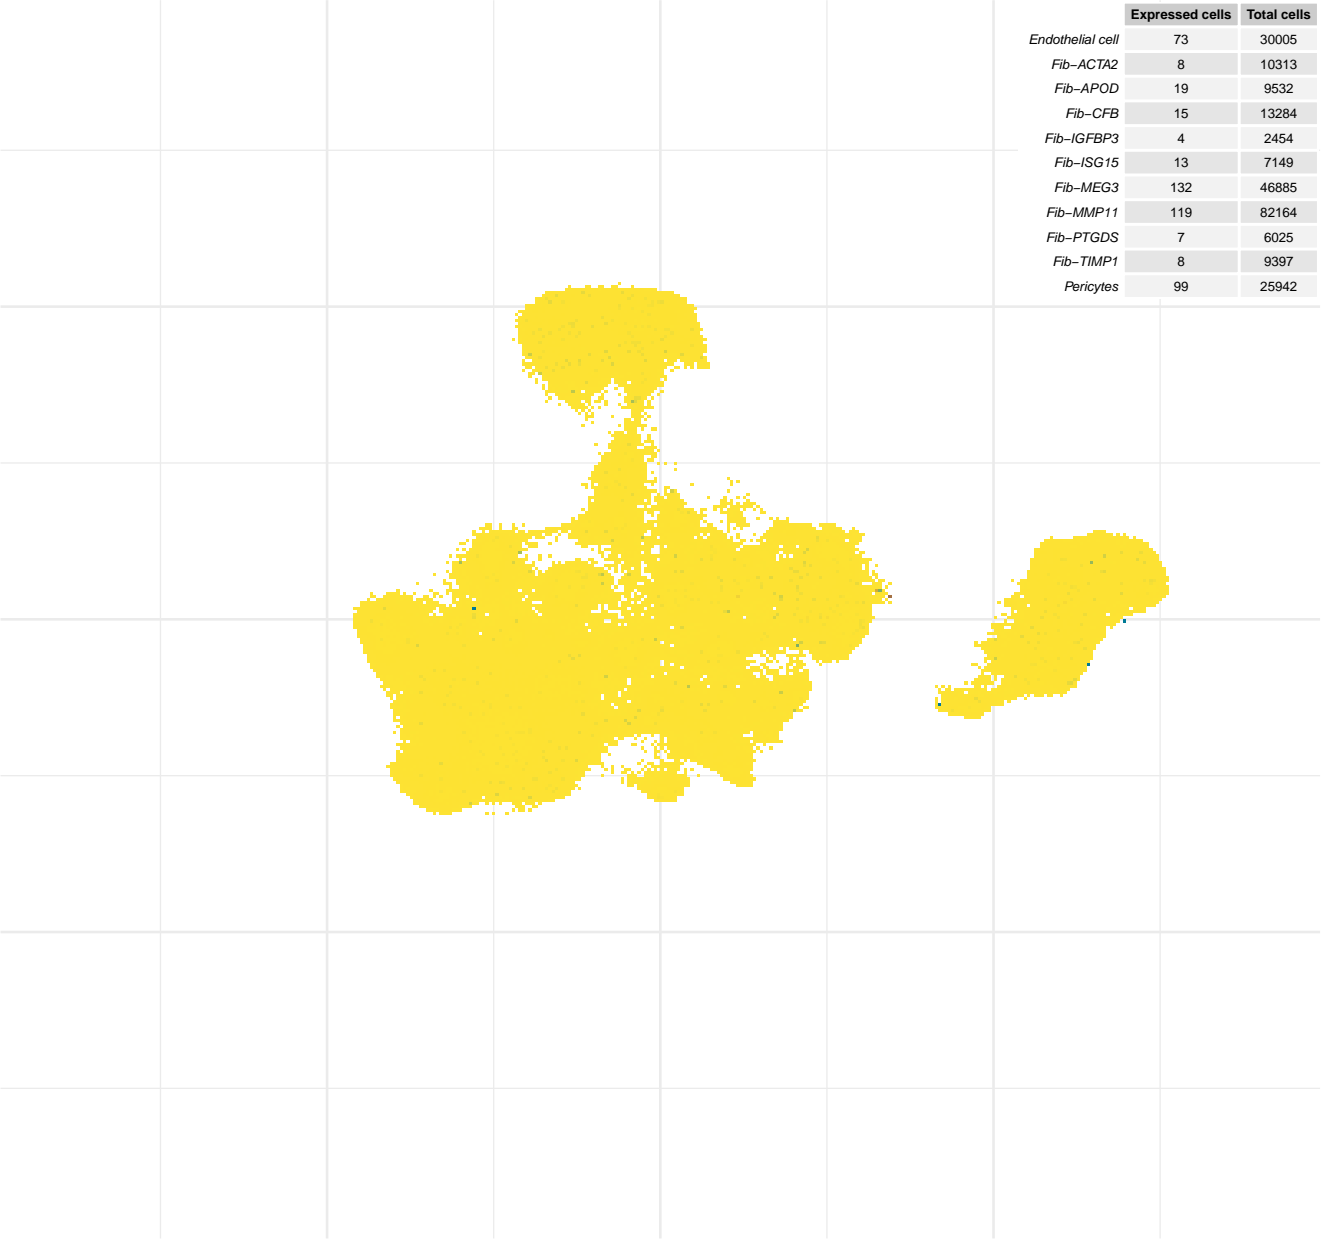 Expressed cells Total cells
Endothelial cell 73 30005
Fib−ACTA2 8 10313
Fib−APOD 19 9532
Fib−CFB 15 13284
Fib−IGFBP3 4 2454
Fib−ISG15 13 7149
Fib−MEG3 132 46885
Fib−MMP11 119 82164
Fib−PTGDS 7 6025
Fib−TIMP1 8 9397
Pericytes 99 25942